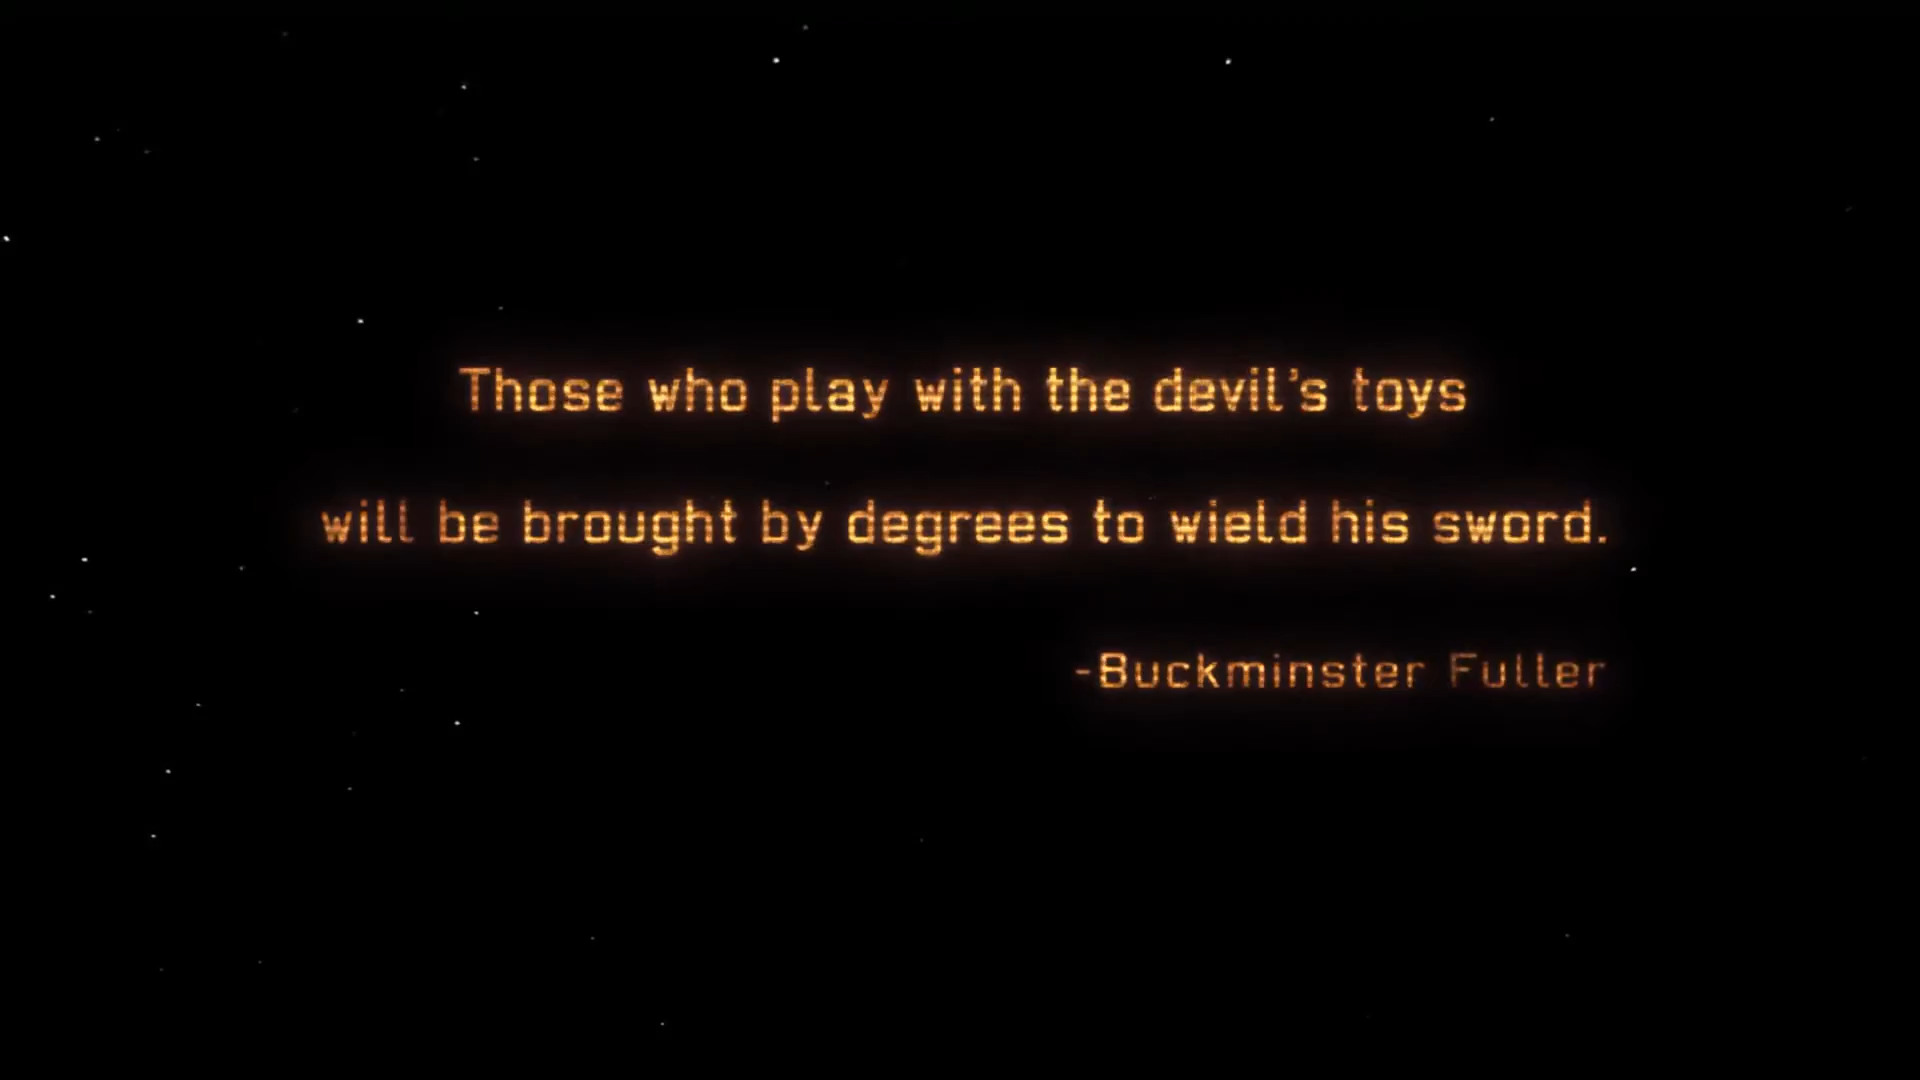 Those who play with the devil's toys
will be brought by degrees to wield his sword.
-Buckminster Fuller